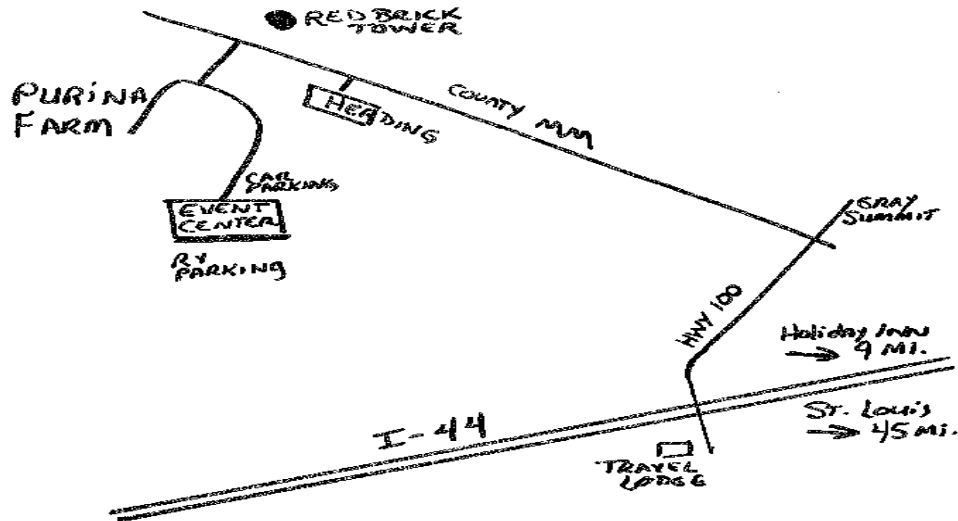 RED BRICK
TOWER
PURINA
FARM
HERDING
COUNTY MM
CAR
PARKING
EVENT
CENTER
RV
PARKING
GRAY
SUMMIT
HWY 100
Holiday INN
9 MI.
I-44
ST. LOUIS
45 MI.
TRAVEL
LODGE